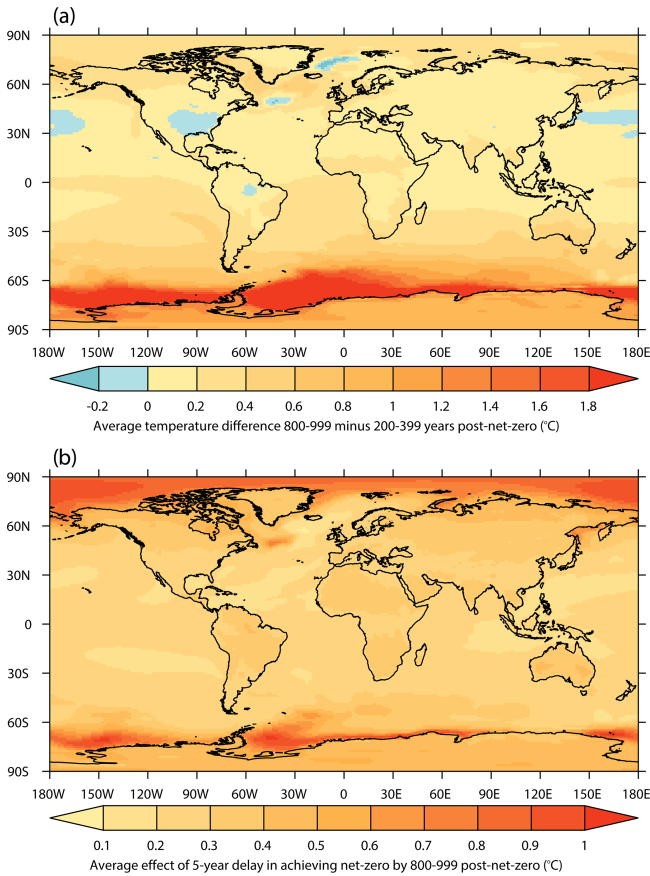 (a)
90N
60N
30N
0
30S
60S
90S
180W 150W 120W 90W 60W 30W 0 30E 60E 90E 120E 150E 180E
-0.2 0 0.2 0.4 0.6 0.8 1 1.2 1.4 1.6 1.8
Average temperature difference 800-999 minus 200-399 years post-net-zero (°C)
(b)
90N
60N
30N
0
30S
60S
90S
180W 150W 120W 90W 60W 30W 0 30E 60E 90E 120E 150E 180E
0.1 0.2 0.3 0.4 0.5 0.6 0.7 0.8 0.9 1
Average effect of 5-year delay in achieving net-zero by 800-999 post-net-zero (°C)